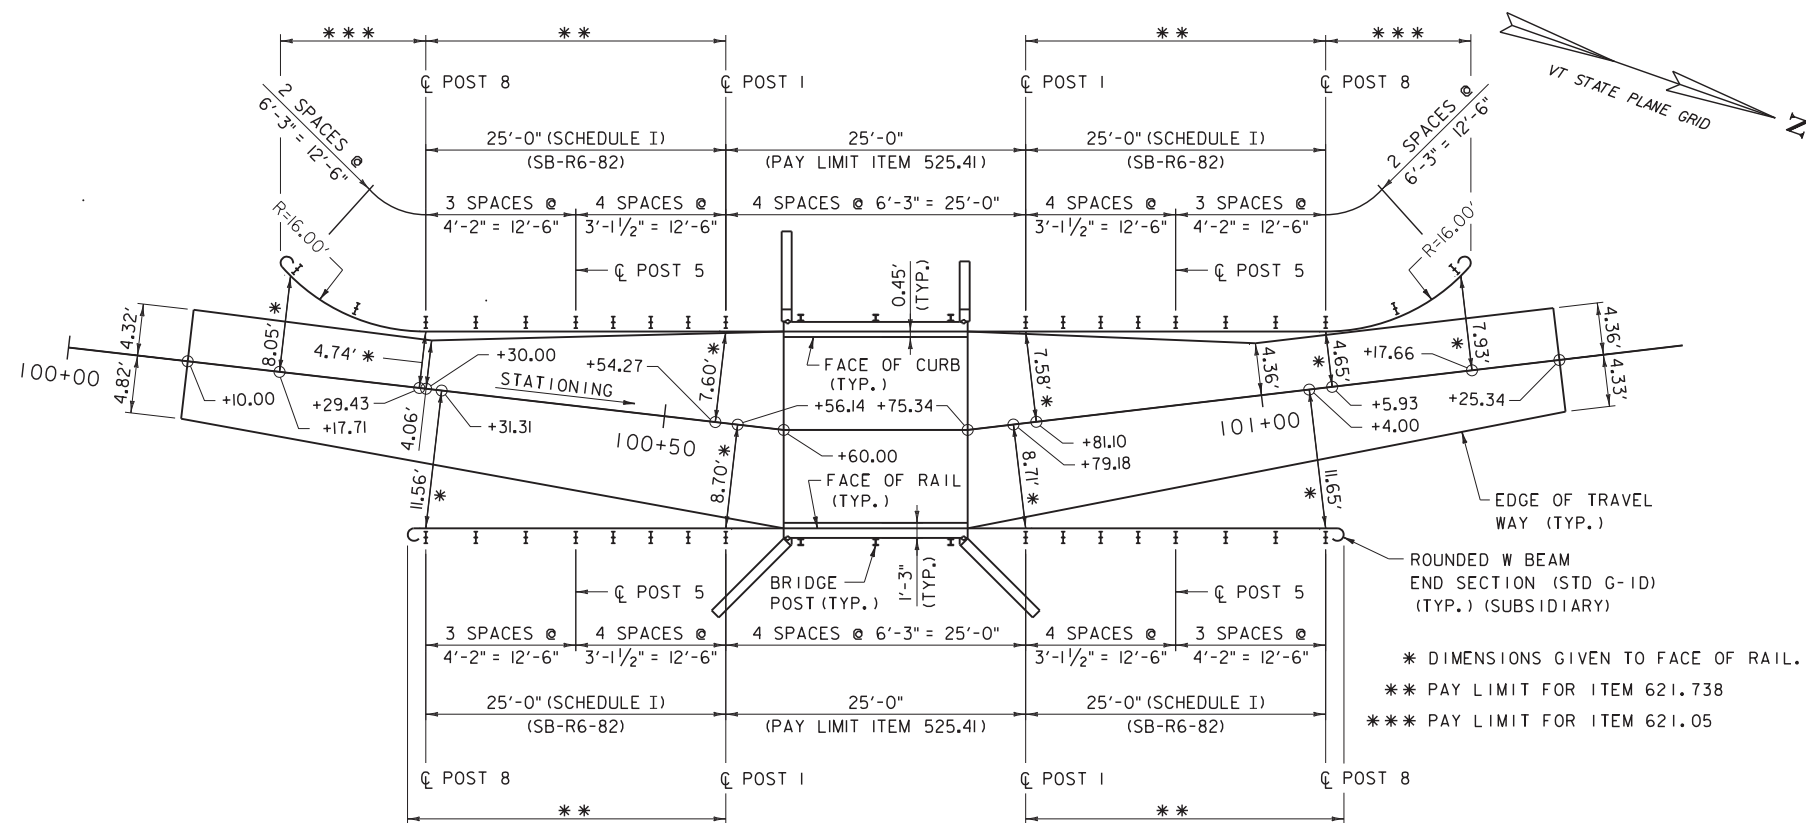 *** ** ** ***
℄ POST 8 ℄ POST 1 ℄ POST 1 ℄ POST 8
VT STATE PLANE GRID
N
2 SPACES @
6'-3" = 12'-6"
25'-0" (SCHEDULE I)
(SB-R6-82)
25'-0"
(PAY LIMIT ITEM 525.41)
25'-0" (SCHEDULE I)
(SB-R6-82)
2 SPACES @
6'-3" = 12'-6"
3 SPACES @
4'-2" = 12'-6"
4 SPACES @
3'-1 1/2" = 12'-6"
4 SPACES @ 6'-3" = 25'-0"
4 SPACES @
3'-1 1/2" = 12'-6"
3 SPACES @
4'-2" = 12'-6"
R=16.00'
R=16.00'
℄ POST 5
0.45'
(TYP.)
℄ POST 5
4.32'
4.82'
8.05' *
4.74' *
+30.00
+54.27
7.60' *
FACE OF CURB
(TYP.)
7.58' *
4.36'
4.65' *
+17.66
7.93' *
4.36'
4.33'
100+00
+10.00
+17.71
+29.43
4.06'
STATIONING
+31.31
100+50
+56.14
+75.34
+60.00
+81.10
+79.18
101+00
+5.93
+4.00
+25.34
11.56' *
8.70' *
FACE OF RAIL
(TYP.)
8.71' *
11.65' *
EDGE OF TRAVEL
WAY (TYP.)
ROUNDED W BEAM
END SECTION (STD G-1D)
(TYP.) (SUBSIDIARY)
℄ POST 5
BRIDGE
POST (TYP.)
1'-3"
(TYP.)
℄ POST 5
3 SPACES @
4'-2" = 12'-6"
4 SPACES @
3'-1 1/2" = 12'-6"
4 SPACES @ 6'-3" = 25'-0"
4 SPACES @
3'-1 1/2" = 12'-6"
3 SPACES @
4'-2" = 12'-6"
* DIMENSIONS GIVEN TO FACE OF RAIL.
** PAY LIMIT FOR ITEM 621.738
*** PAY LIMIT FOR ITEM 621.05
25'-0" (SCHEDULE I)
(SB-R6-82)
25'-0"
(PAY LIMIT ITEM 525.41)
25'-0" (SCHEDULE I)
(SB-R6-82)
℄ POST 8 ℄ POST 1 ℄ POST 1 ℄ POST 8
** **